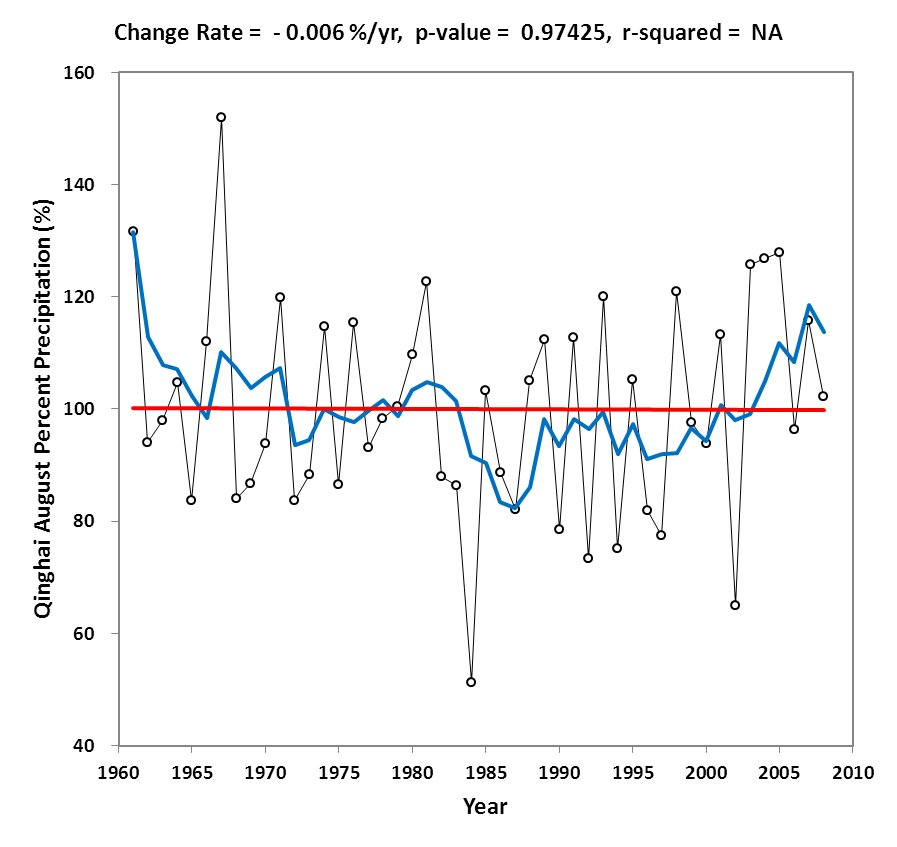 Change Rate = - 0.006 %/yr, p-value = 0.97425, r-squared = NA
160
140
120
100
80
60
40
Qinghai August Percent Precipitation (%)
1960 1965 1970 1975 1980 1985 1990 1995 2000 2005 2010
Year